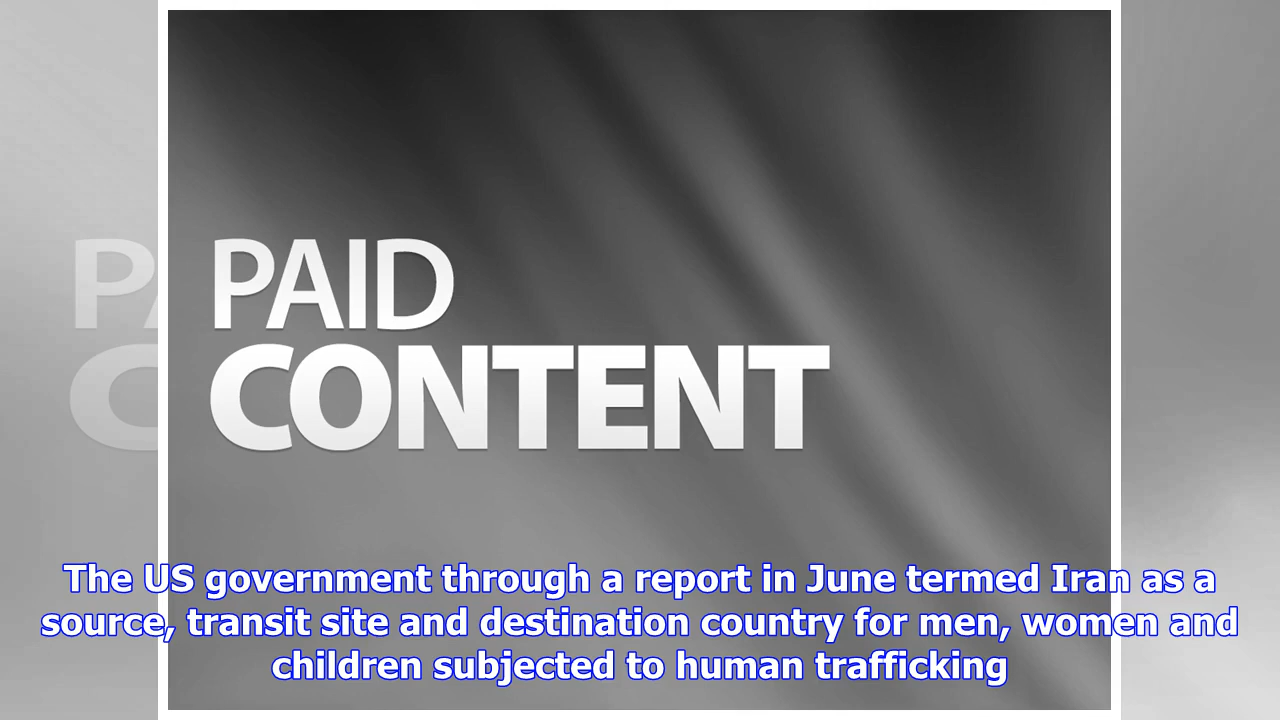 PAID
CONTENT
The US government through a report in June termed Iran as a
source, transit site and destination country for men, women and
children subjected to human trafficking